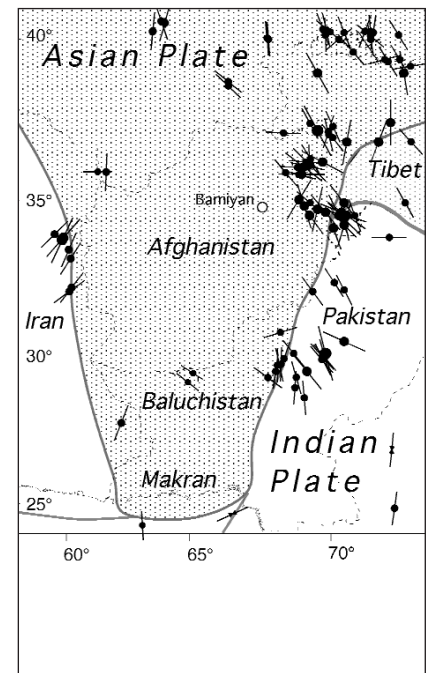 40°
Asian Plate
Tibet
35°
Bamiyan
Afghanistan
Iran
Pakistan
30°
Baluchistan
Indian
Plate
Makran
25°
60° 65° 70°